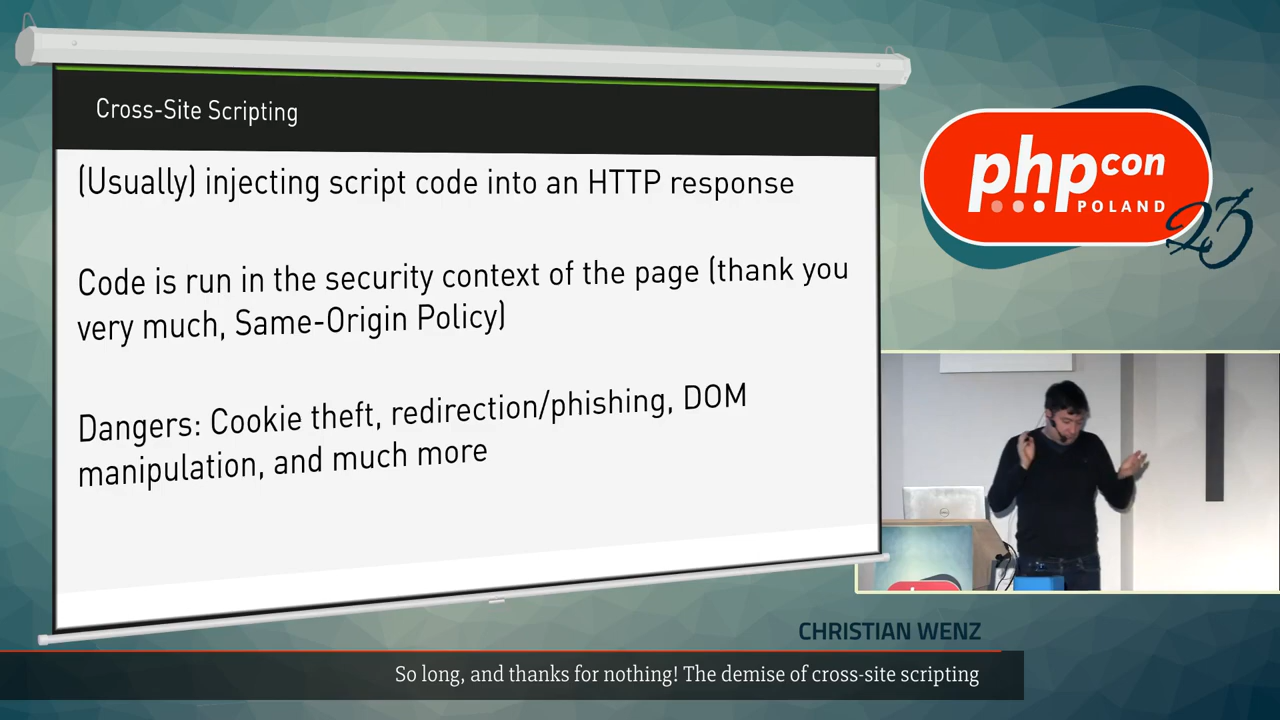 Cross-Site Scripting
(Usually) injecting script code into an HTTP response
Code is run in the security context of the page (thank you
very much, Same-Origin Policy)
Dangers: Cookie theft, redirection/phishing, DOM
manipulation, and much more
phpcon
POLAND
23
CHRISTIAN WENZ
So long, and thanks for nothing! The demise of cross-site scripting